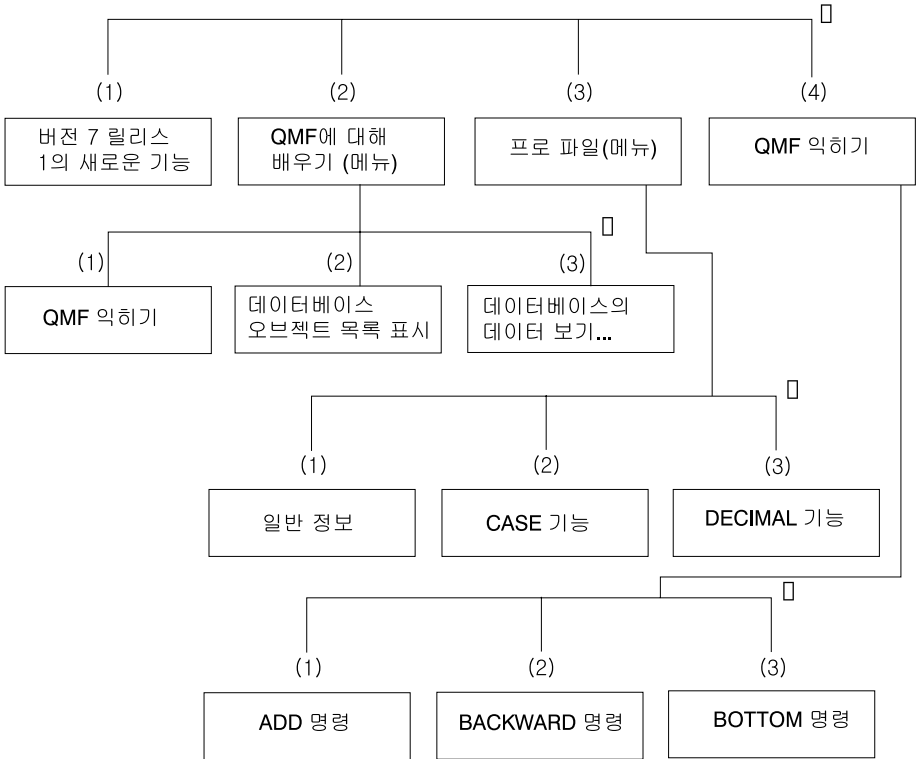 (1)
(2)
(3)
(4)
버전 7 릴리스
1의 새로운 기능
QMF에 대해
배우기 (메뉴)
프로 파일(메뉴)
QMF 익히기
(1)
(2)
(3)
QMF 익히기
데이터베이스
오브젝트 목록 표시
데이터베이스의
데이터 보기...
(1)
(2)
(3)
일반 정보
CASE 기능
DECIMAL 기능
(1)
(2)
(3)
ADD 명령
BACKWARD 명령
BOTTOM 명령